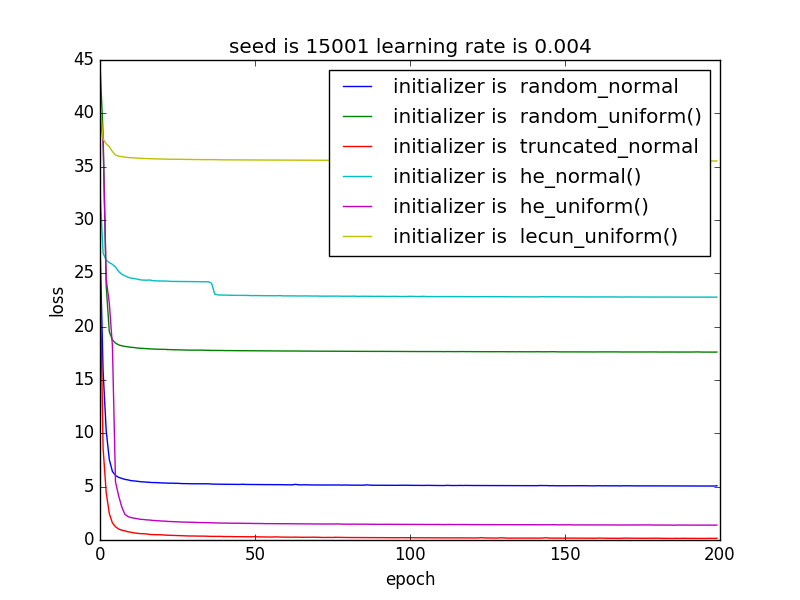 seed is 15001 learning rate is 0.004
45
40
35
30
25
20
15
10
5
0
loss
initializer is  random_normal
initializer is  random_uniform()
initializer is  truncated_normal
initializer is  he_normal()
initializer is  he_uniform()
initializer is  lecun_uniform()
0 50 100 150 200
epoch